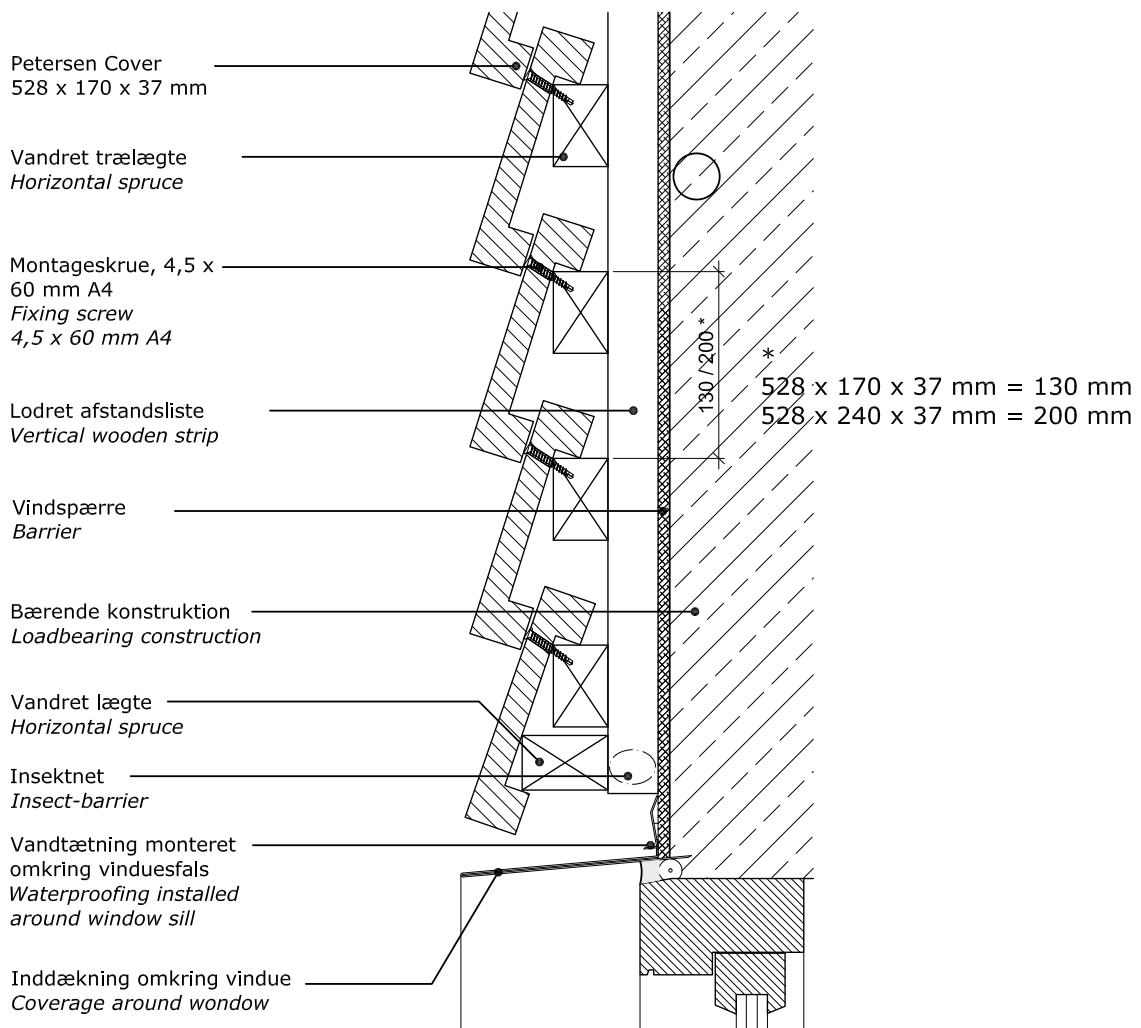 Petersen Cover
528 x 170 x 37 mm
Vandret trælægte
Horizontal spruce
Montageskrue, 4,5 x
60 mm A4
Fixing screw
4,5 x 60 mm A4
130 / 200 *
*
528 x 170 x 37 mm = 130 mm
528 x 240 x 37 mm = 200 mm
Lodret afstandsliste
Vertical wooden strip
Vindspærre
Barrier
Bærende konstruktion
Loadbearing construction
Vandret lægte
Horizontal spruce
Insektnet
Insect-barrier
Vandtætning monteret
omkring vinduesfals
Waterproofing installed
around window sill
Inddækning omkring vindue
Coverage around wondow